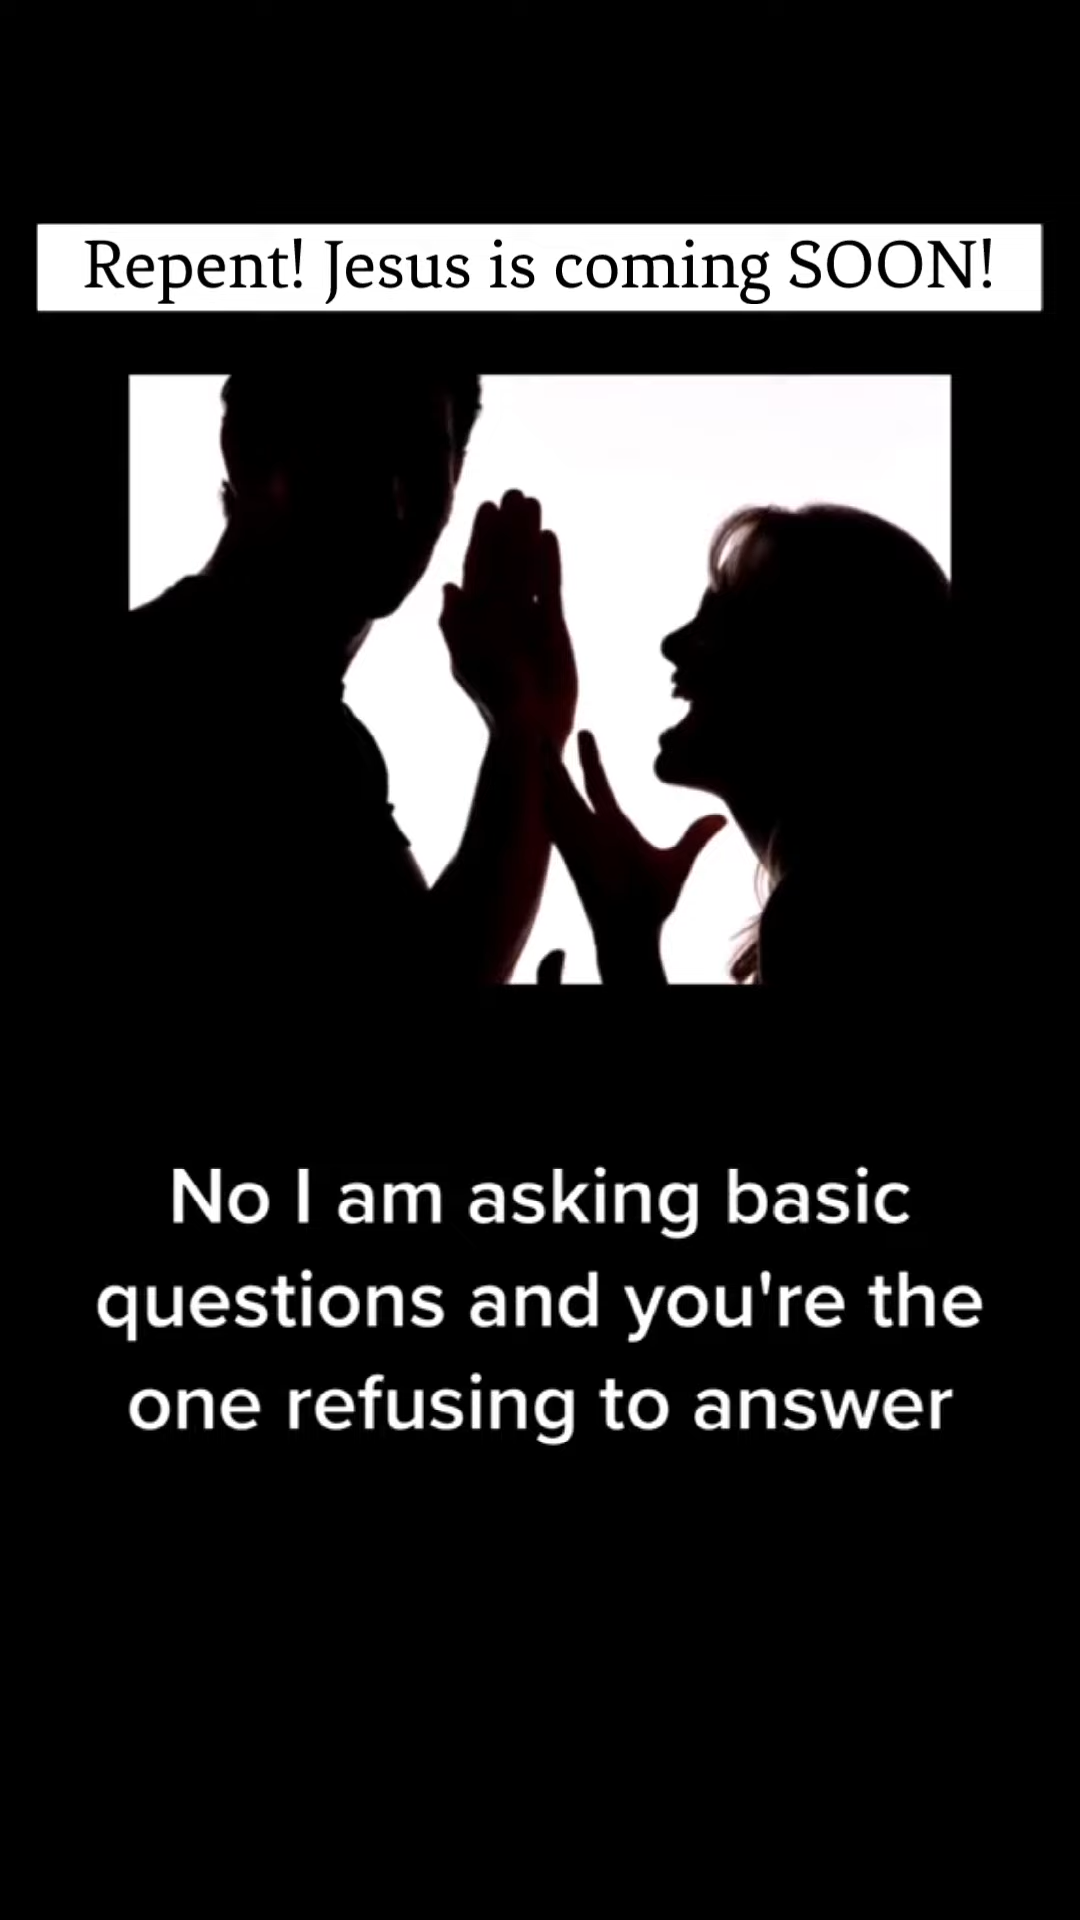 Repent! Jesus is coming SOON!
No I am asking basic
questions and you're the
one refusing to answer